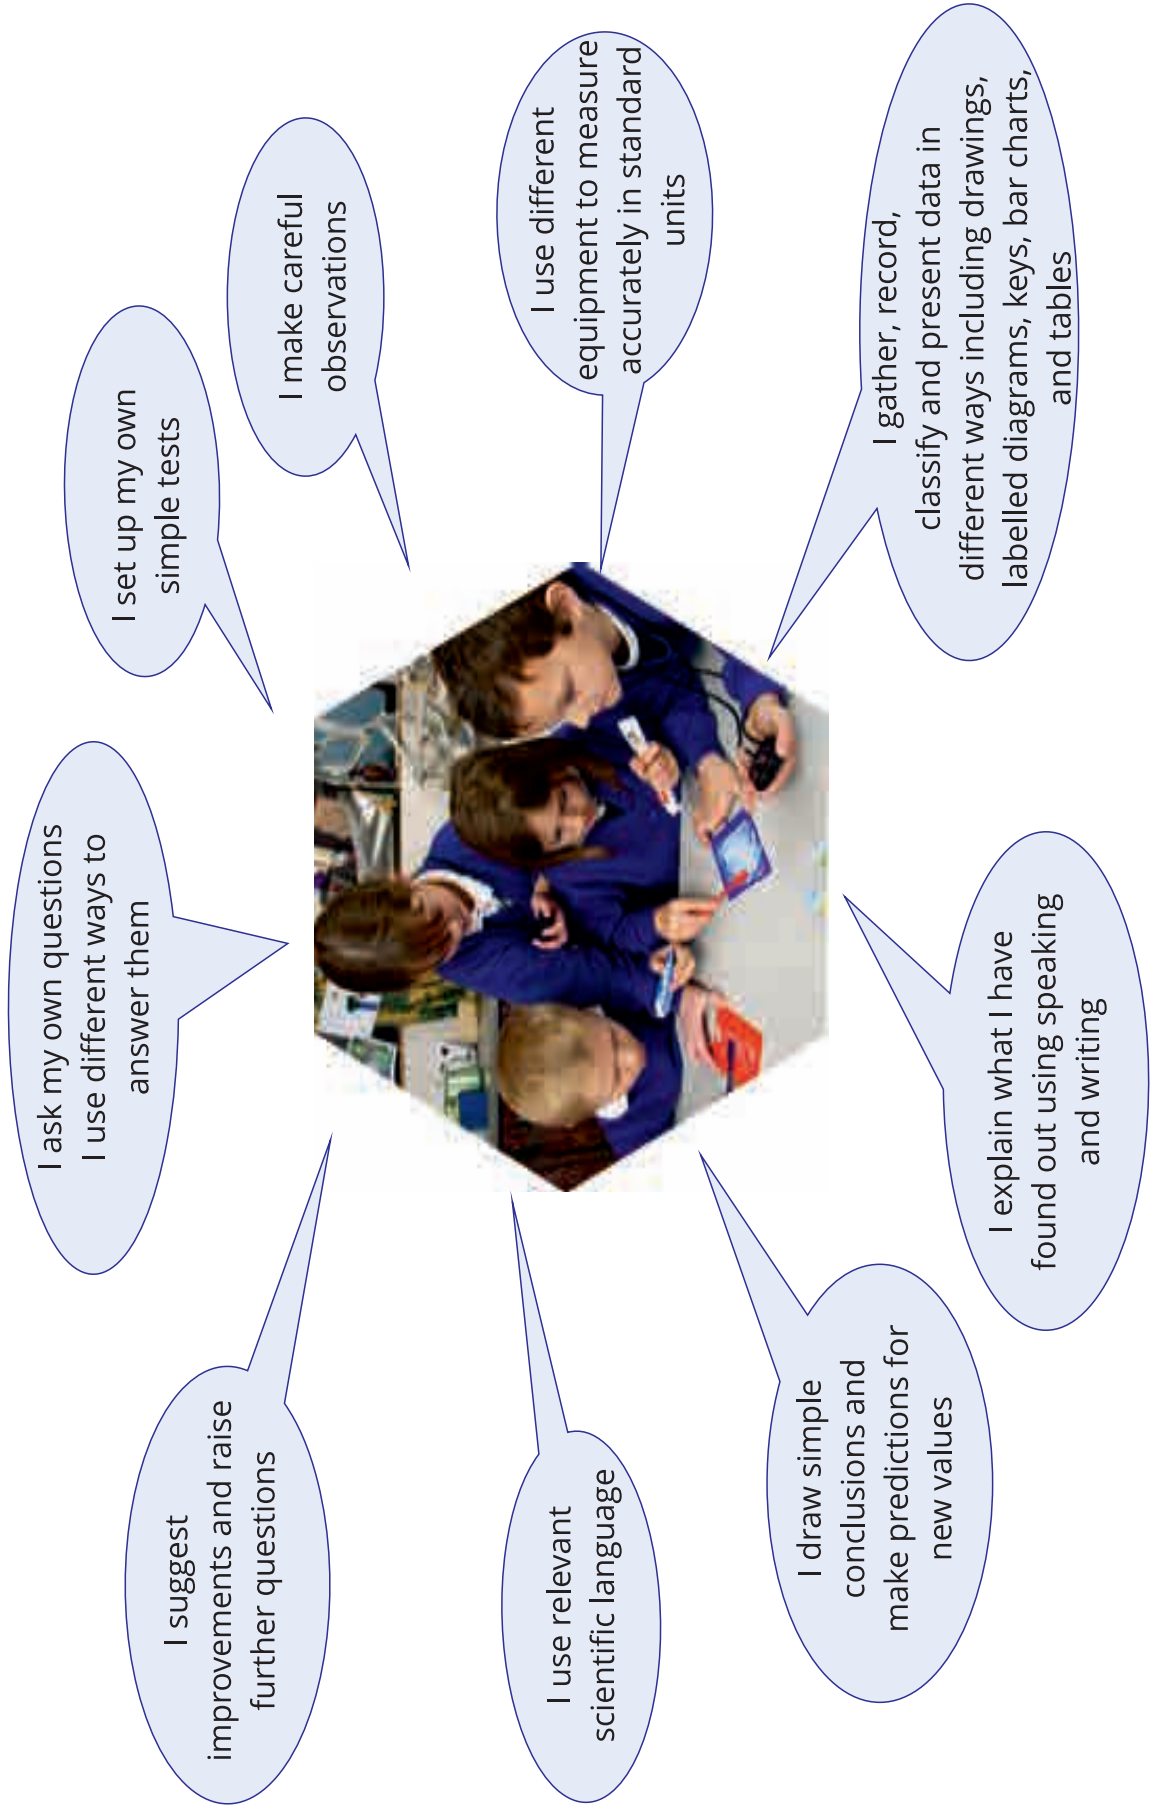 I ask my own questions
I use different ways to
answer them
I set up my own
simple tests
I make careful
observations
I use different
equipment to measure
accurately in standard
units
I gather, record,
classify and present data in
different ways including drawings,
labelled diagrams, keys, bar charts,
and tables
I explain what I have
found out using speaking
and writing
I draw simple
conclusions and
make predictions for
new values
I use relevant
scientific language
I suggest
improvements and raise
further questions